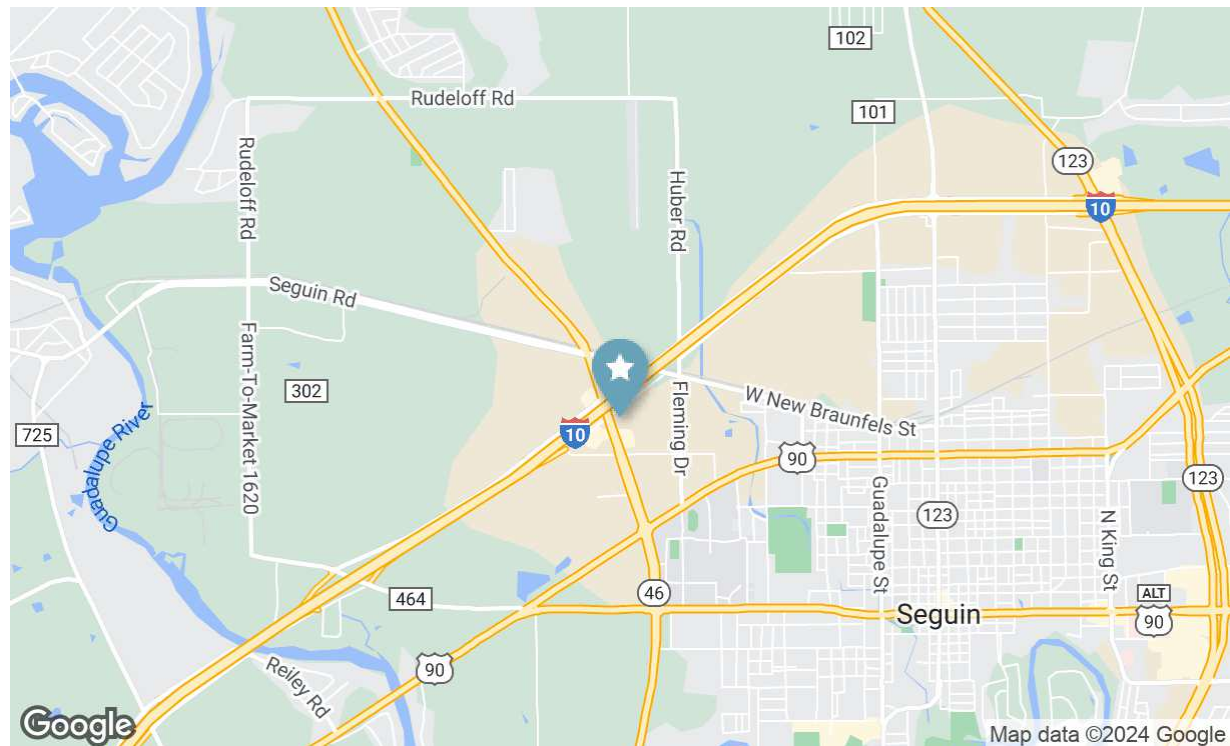 102
Rudeloff Rd
101
Rudeloff Rd
123
Huber Rd
10
Seguin Rd
Farm-To-Market 1620
302
Fleming Dr
W New Braunfels St
725
Guadalupe River
10
90
Guadalupe St
123
123
N King St
46
464
Seguin
ALT
90
Reiley Rd
90
Google
Map data ©2024 Google